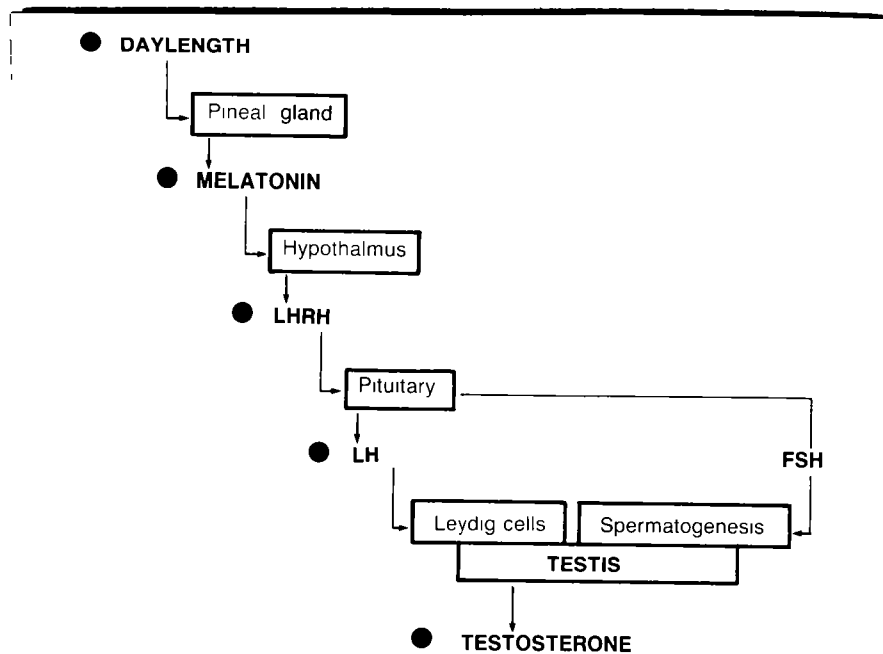 DAYLENGTH
Pineal gland
MELATONIN
Hypothalmus
LHRH
Pituitary
LH
FSH
Leydig cells
Spermatogenesis
TESTIS
TESTOSTERONE